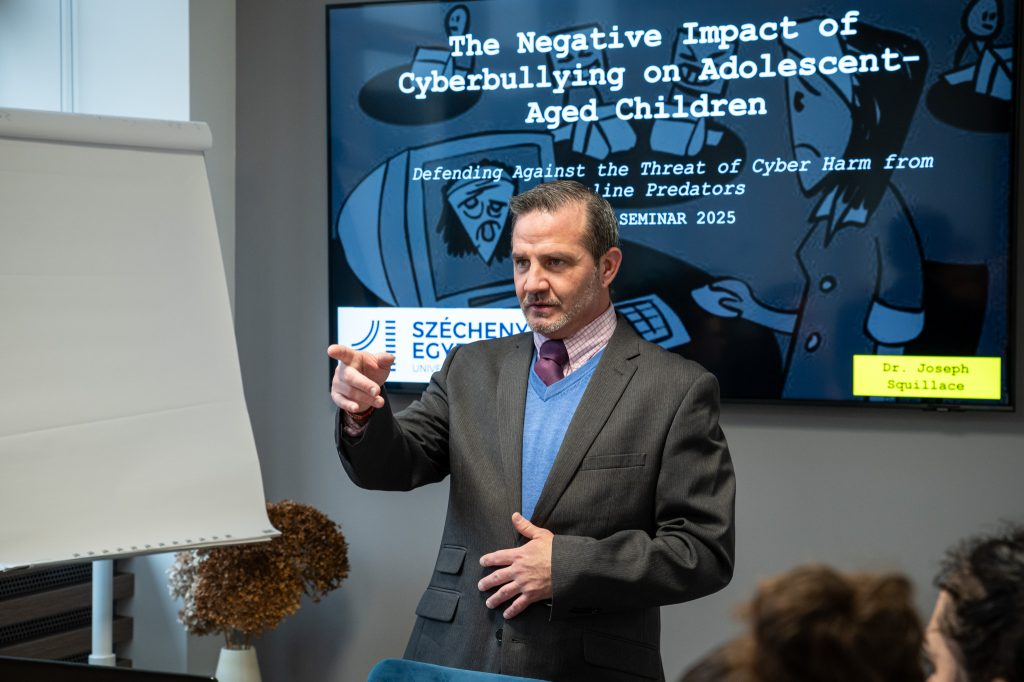 The Negative Impact of
Cyberbullying on Adolescent-
Aged Children
Defending Against the Threat of Cyber Harm from
Predators
SEMINAR 2025
SZÉCHENY
Dr. Joseph
Squillace